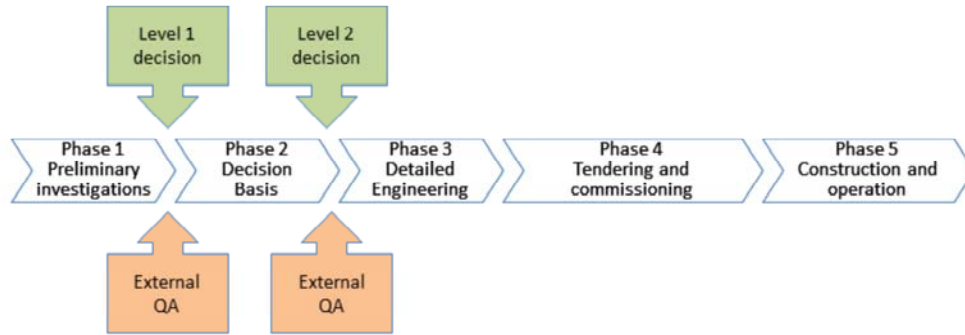 Level 1
decision
Level 2
decision
Phase 1
Preliminary
investigations
Phase 2
Decision
Basis
Phase 3
Detailed
Engineering
Phase 4
Tendering and
commissioning
Phase 5
Construction and
operation
External
QA
External
QA